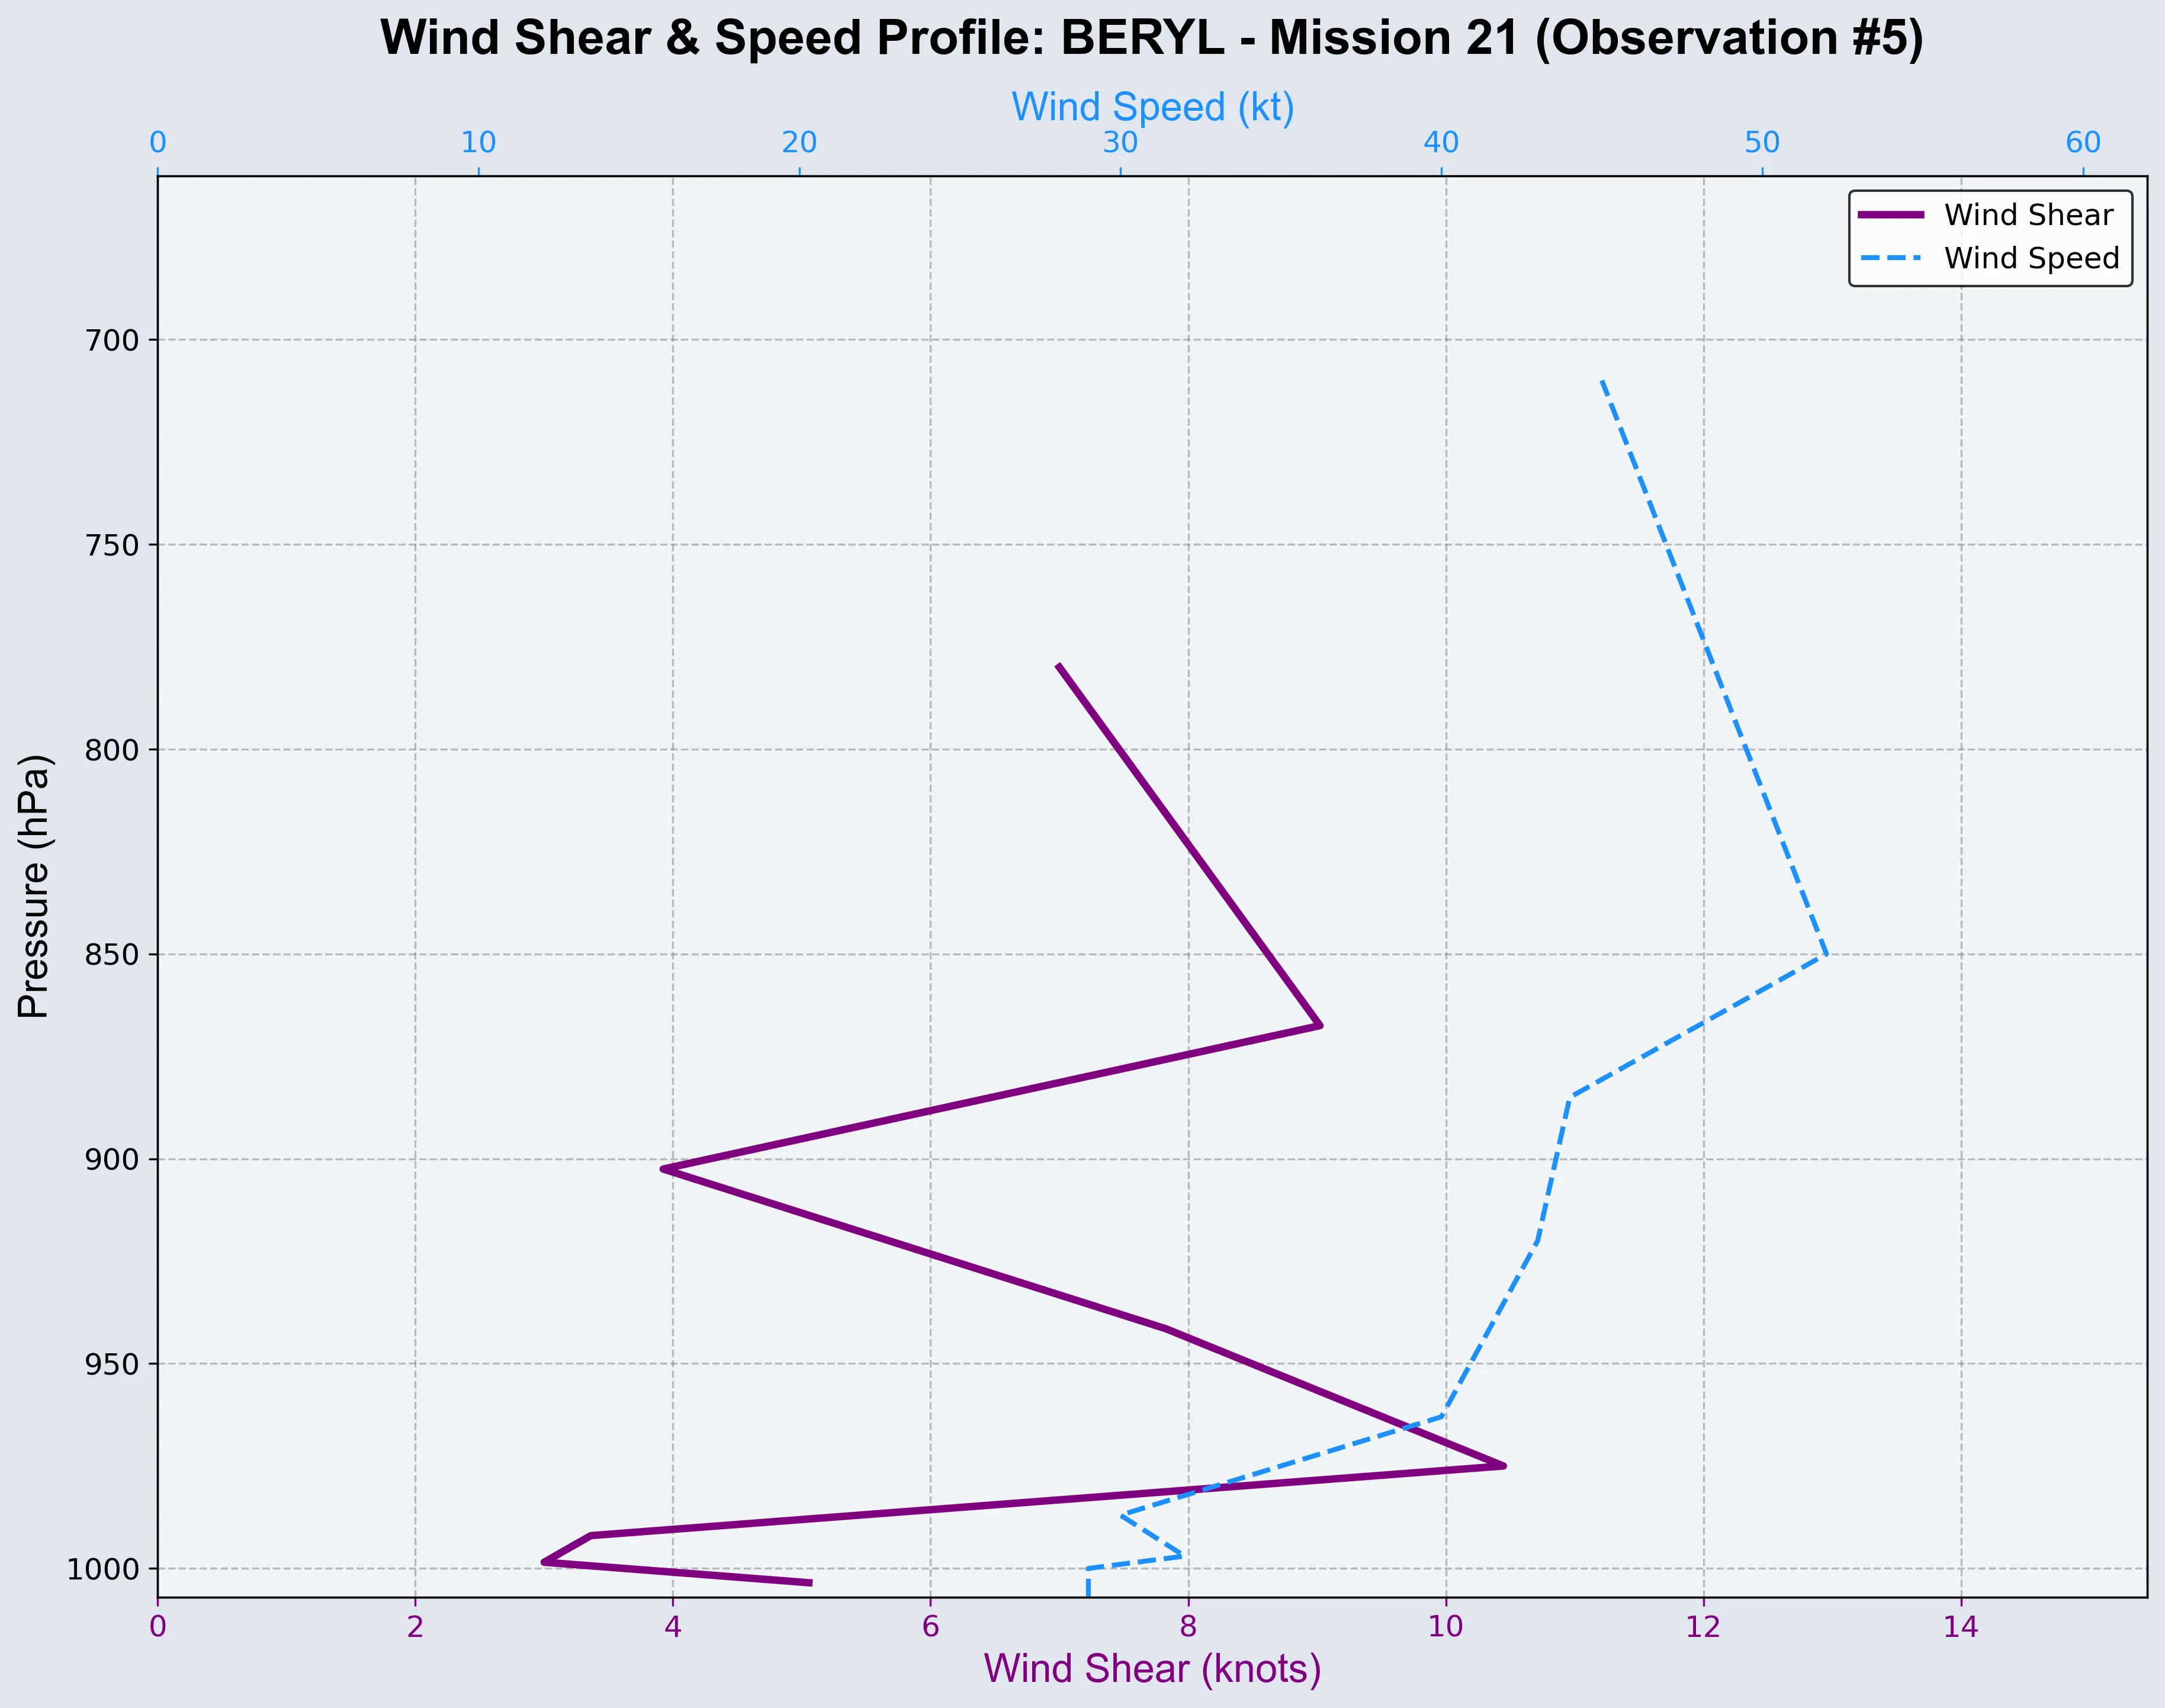 Wind Shear & Speed Profile: BERYL - Mission 21 (Observation #5)
Wind Speed (kt)
0 10 20 30 40 50 60
Wind Shear
Wind Speed
700
750
800
850
900
950
1000
Pressure (hPa)
0 2 4 6 8 10 12 14
Wind Shear (knots)